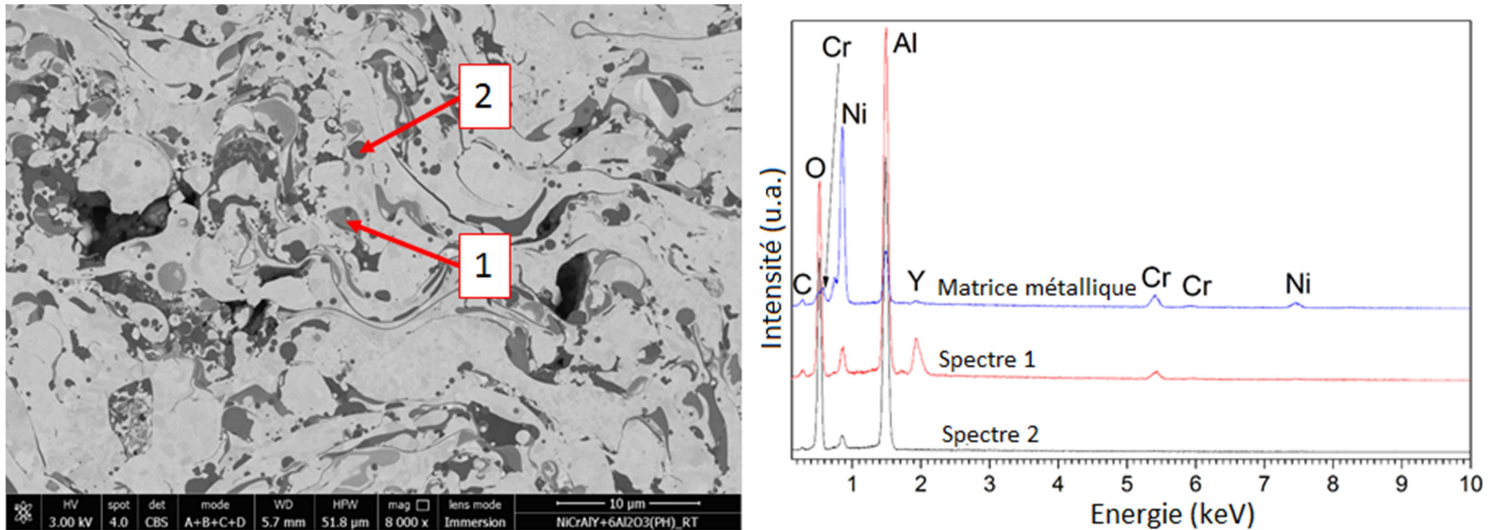 2
1
HV spot det mode WD HFW mag lens mode 10 µm
3.00 kV 4.0 CBS A+B+C+D 5.7 mm 51.8 µm 8 000 x Immersion NiCrAlY+6Al2O3(PH)_RT
Intensité (u.a.)
Cr
Al
Ni
O
C
Y
Matrice métallique
Cr
Cr
Ni
Spectre 1
Spectre 2
1 2 3 4 5 6 7 8 9 10
Energie (keV)